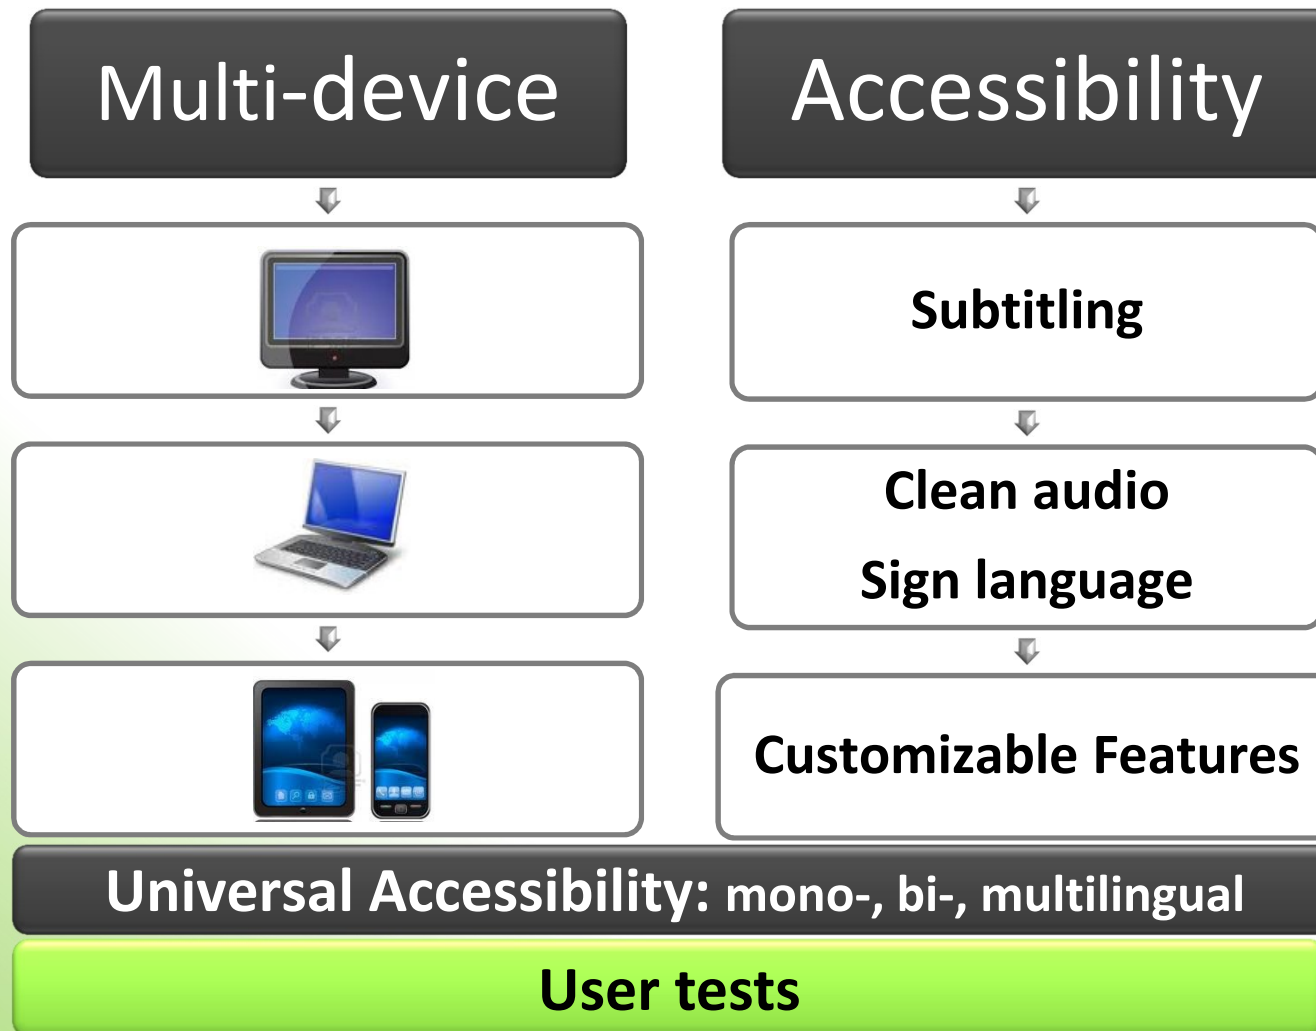 Multi-device
Accessibility
Subtitling
Clean audio
Sign language
Customizable Features
Universal Accessibility: mono-, bi-, multilingual
User tests